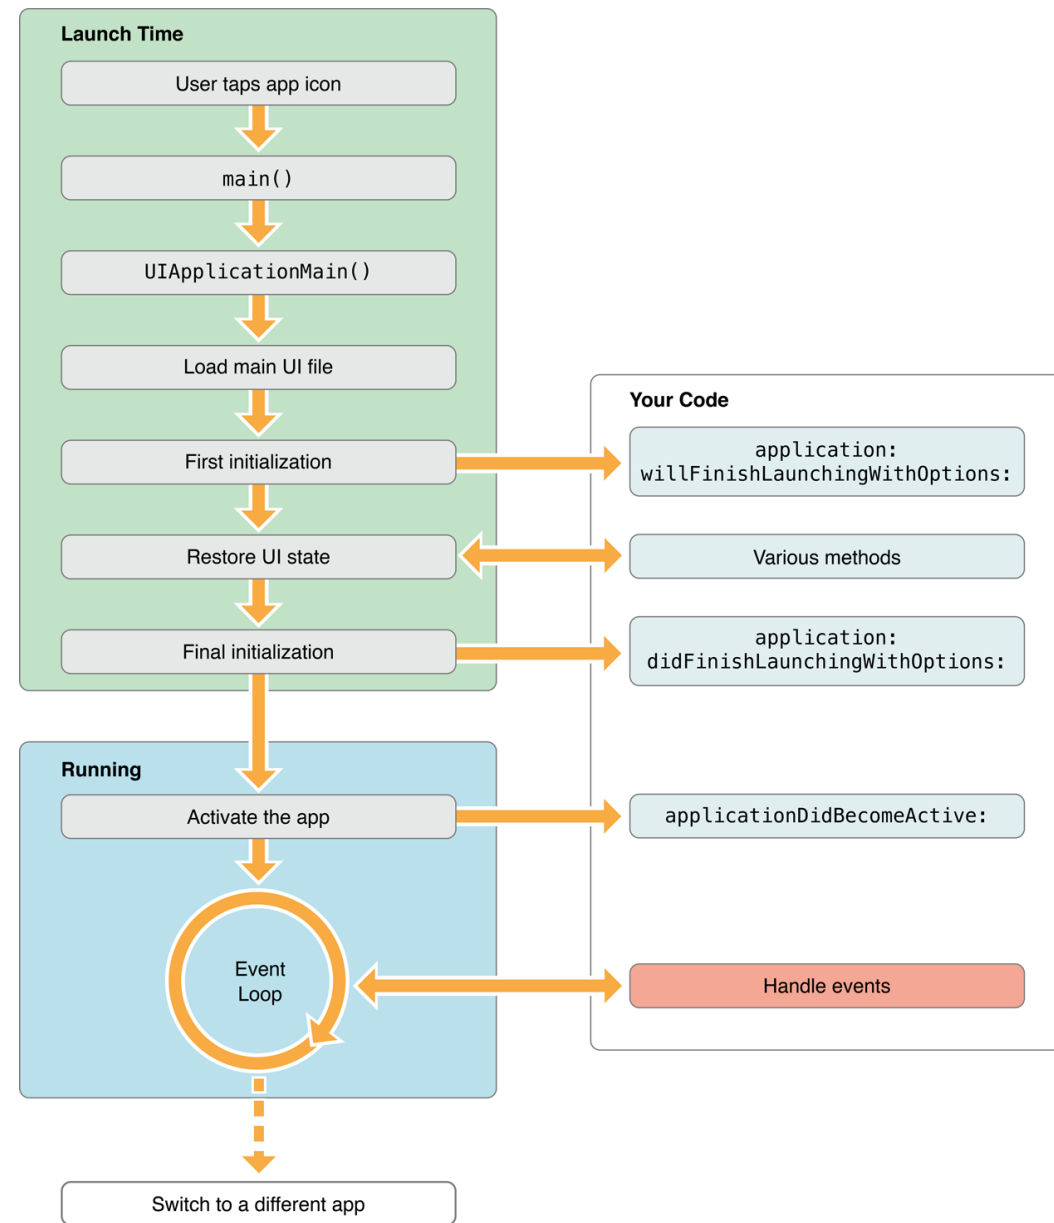 Launch Time
User taps app icon
main()
UIApplicationMain()
Load main UI file
First initialization
Restore UI state
Final initialization
Your Code
application:
willFinishLaunchingWithOptions:
Various methods
application:
didFinishLaunchingWithOptions:
Running
Activate the app
applicationDidBecomeActive:
Event
Loop
Handle events
Switch to a different app